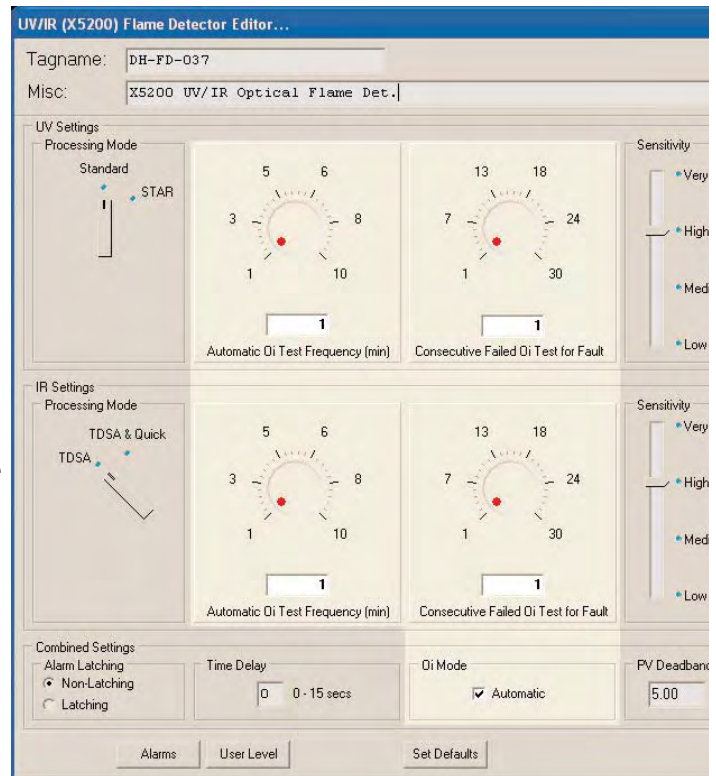 UV/IR (X5200) Flame Detector Editor...
Tagname: DH-FD-037
Misc: X5200 UV/IR Optical Flame Det.
UV Settings
Processing Mode
Standard
STAR
5 6
3 8
1 10
1
Automatic Oi Test Frequency (min)
13 18
7 24
1 30
1
Consecutive Failed Oi Test for Fault
Sensitivity
Very
High
Medi
Low
IR Settings
Processing Mode
TDSA & Quick
TDSA
5 6
3 8
1 10
1
Automatic Oi Test Frequency (min)
13 18
7 24
1 30
1
Consecutive Failed Oi Test for Fault
Sensitivity
Very
High
Medi
Low
Combined Settings
Alarm Latching
Non-Latching
Latching
Time Delay
0 0 - 15 secs
Oi Mode
Automatic
PV Deadband
5.00
Alarms User Level Set Defaults